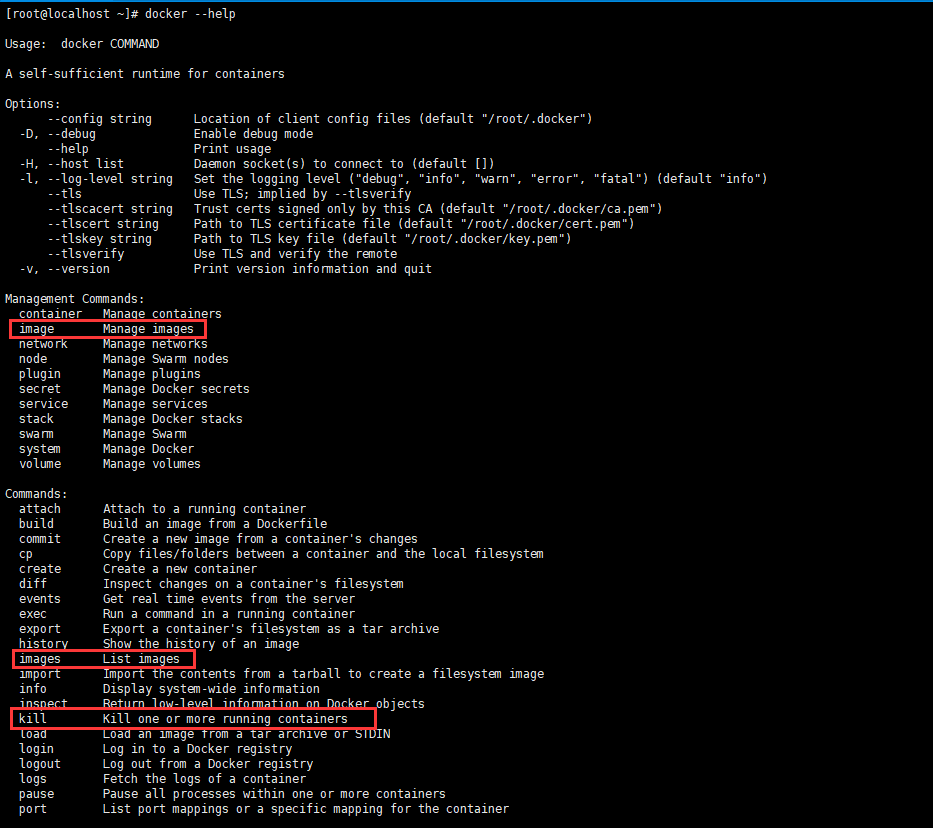 [root@localhost ~]# docker --help
Usage:  docker COMMAND
A self-sufficient runtime for containers
Options:
      --config string      Location of client config files (default "/root/.docker")
  -D, --debug              Enable debug mode
      --help               Print usage
  -H, --host list          Daemon socket(s) to connect to (default [])
  -l, --log-level string   Set the logging level ("debug", "info", "warn", "error", "fatal") (default "info")
      --tls                Use TLS; implied by --tlsverify
      --tlscacert string   Trust certs signed only by this CA (default "/root/.docker/ca.pem")
      --tlscert string     Path to TLS certificate file (default "/root/.docker/cert.pem")
      --tlskey string      Path to TLS key file (default "/root/.docker/key.pem")
      --tlsverify          Use TLS and verify the remote
  -v, --version            Print version information and quit
Management Commands:
  container   Manage containers
  image       Manage images
  network     Manage networks
  node        Manage Swarm nodes
  plugin      Manage plugins
  secret      Manage Docker secrets
  service     Manage services
  stack       Manage Docker stacks
  swarm       Manage Swarm
  system      Manage Docker
  volume      Manage volumes
Commands:
  attach      Attach to a running container
  build       Build an image from a Dockerfile
  commit      Create a new image from a container's changes
  cp          Copy files/folders between a container and the local filesystem
  create      Create a new container
  diff        Inspect changes on a container's filesystem
  events      Get real time events from the server
  exec        Run a command in a running container
  export      Export a container's filesystem as a tar archive
  history     Show the history of an image
  images      List images
  import      Import the contents from a tarball to create a filesystem image
  info        Display system-wide information
  inspect     Return low-level information on Docker objects
  kill        Kill one or more running containers
  load        Load an image from a tar archive or STDIN
  login       Log in to a Docker registry
  logout      Log out from a Docker registry
  logs        Fetch the logs of a container
  pause       Pause all processes within one or more containers
  port        List port mappings or a specific mapping for the container